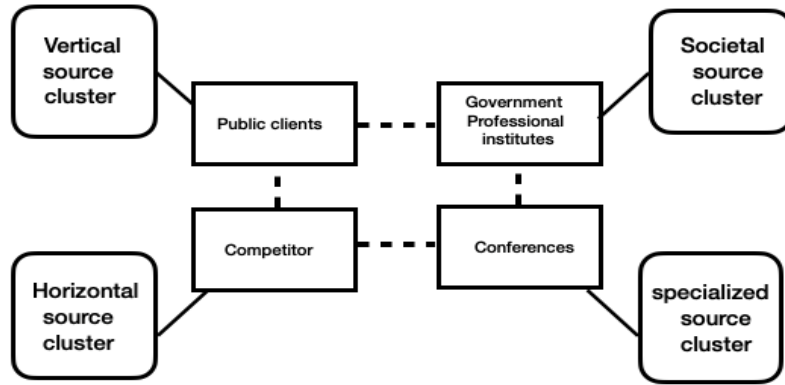 Vertical
source
cluster
Public clients
Government
Professional
institutes
Societal
source
cluster
Horizontal
source
cluster
Competitor
Conferences
specialized
source
cluster